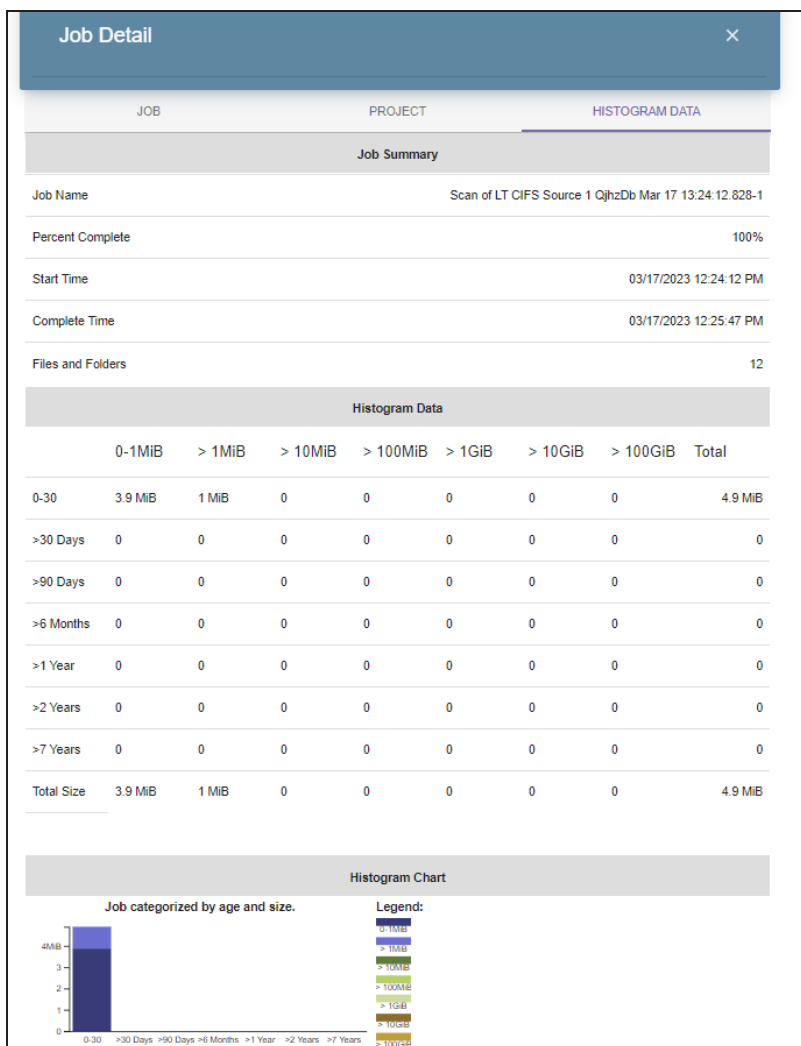 Job Detail ×
JOB PROJECT HISTOGRAM DATA
Job Summary
Job Name Scan of LT CIFS Source 1 QjhzDb Mar 17 13:24:12.828-1
Percent Complete 100%
Start Time 03/17/2023 12:24:12 PM
Complete Time 03/17/2023 12:25:47 PM
Files and Folders 12
Histogram Data
0-1MiB > 1MiB > 10MiB > 100MiB > 1GiB > 10GiB > 100GiB Total
0-30 3.9 MiB 1 MiB 0 0 0 0 0 4.9 MiB
>30 Days 0 0 0 0 0 0 0 0
>90 Days 0 0 0 0 0 0 0 0
>6 Months 0 0 0 0 0 0 0 0
>1 Year 0 0 0 0 0 0 0 0
>2 Years 0 0 0 0 0 0 0 0
>7 Years 0 0 0 0 0 0 0 0
Total Size 3.9 MiB 1 MiB 0 0 0 0 0 4.9 MiB
Histogram Chart
Job categorized by age and size. Legend:
0-1MiB
4MiB > 1MiB
3 > 10MiB
2 > 100MiB
1 > 1GiB
0 > 10GiB
0-30 >30 Days >90 Days >6 Months >1 Year >2 Years >7 Years > 100GiB